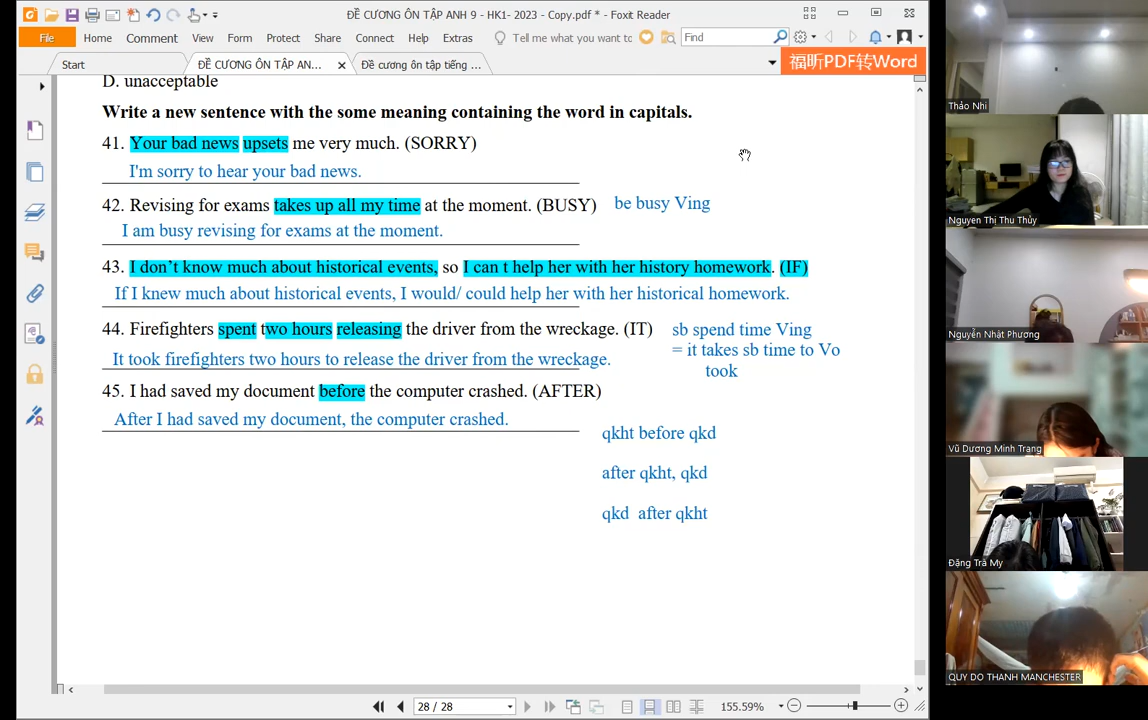 ĐỀ CƯƠNG ÔN TẬP ANH 9 - HK1- 2023 - Copy.pdf * - Foxit Reader
File Home Comment View Form Protect Share Connect Help Extras Tell me what you want to Find
Start ĐỀ CƯƠNG ÔN TẬP AN... Đề cương ôn tập tiếng ... 福昕PDF转Word
D. unacceptable
Write a new sentence with the some meaning containing the word in capitals.
41. Your bad news upsets me very much. (SORRY)
I'm sorry to hear your bad news.
42. Revising for exams takes up all my time at the moment. (BUSY) be busy Ving
I am busy revising for exams at the moment.
43. I don't know much about historical events, so I can t help her with her history homework. (IF)
If I knew much about historical events, I would/ could help her with her historical homework.
44. Firefighters spent two hours releasing the driver from the wreckage. (IT) sb spend time Ving
= it takes sb time to Vo
It took firefighters two hours to release the driver from the wreckage.
took
45. I had saved my document before the computer crashed. (AFTER)
After I had saved my document, the computer crashed.
qkht before qkd
after qkht, qkd
qkd after qkht
28 / 28 155.59%
Thảo Nhi
Nguyen Thi Thu Thủy
Nguyễn Nhật Phương
Vũ Dương Minh Trang
Đặng Trà My
QUY DO THANH MANCHESTER